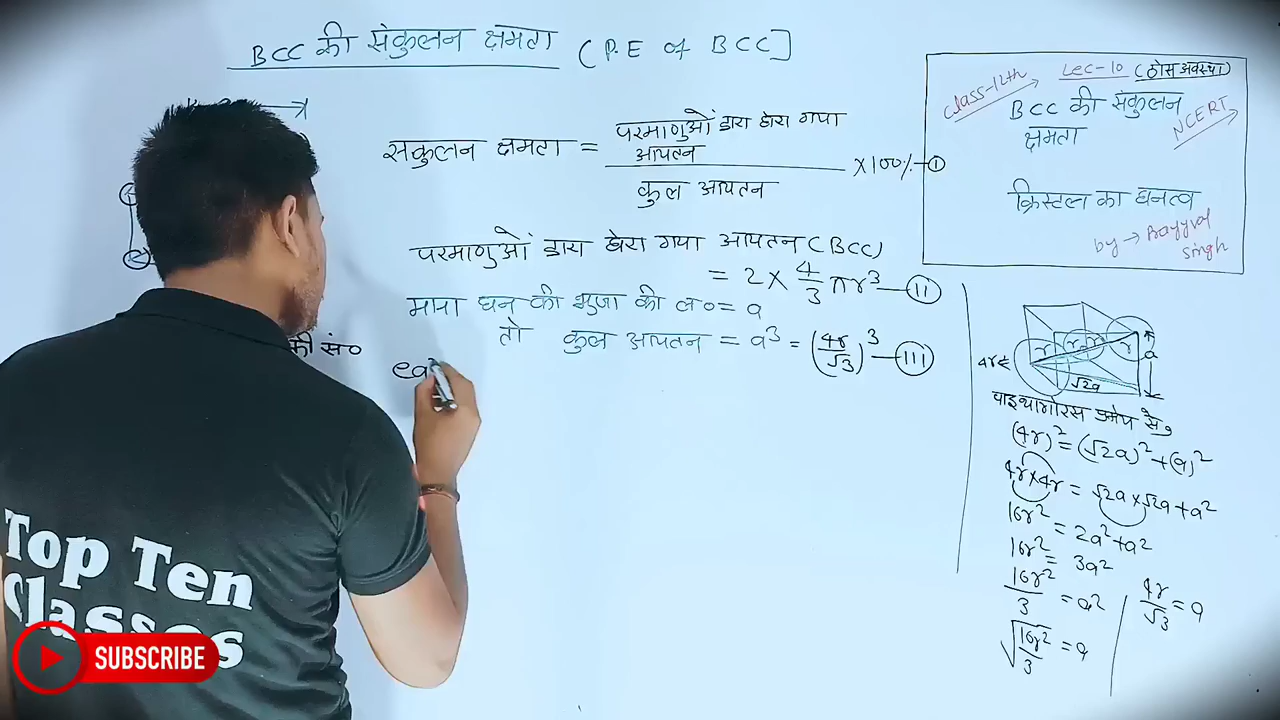 BCC की संकुलन क्षमता (P.E of BCC]
संकुलन क्षमता = परमाणुओं द्वारा घेरा गया
आयतन
कुल आयतन
×100% - I
परमाणुओं द्वारा घेरा गया आयतन (BCC)
= 2 × 4/3 πr³ — II
माना घन की भुजा की ल० = a
तो कुल आयतन = a³ = (4r/√3)³ — III
की सं०
Class-12th
Lec-10 (ठोस अवस्था)
BCC की संकुलन
क्षमता
NCERT
क्रिस्टल का घनत्व
by →
Singh
4r
r
r
r
a
√2a
पाइथागोरस प्रमेय से,
(4r)² = (√2a)² + (a)²
4r×4r = √2a × √2a + a²
16r² = 2a² + a²
16r² = 3a²
16r²/3 = a²
√16r²/3 = a
4r/√3 = a
Top Ten
Classes
SUBSCRIBE